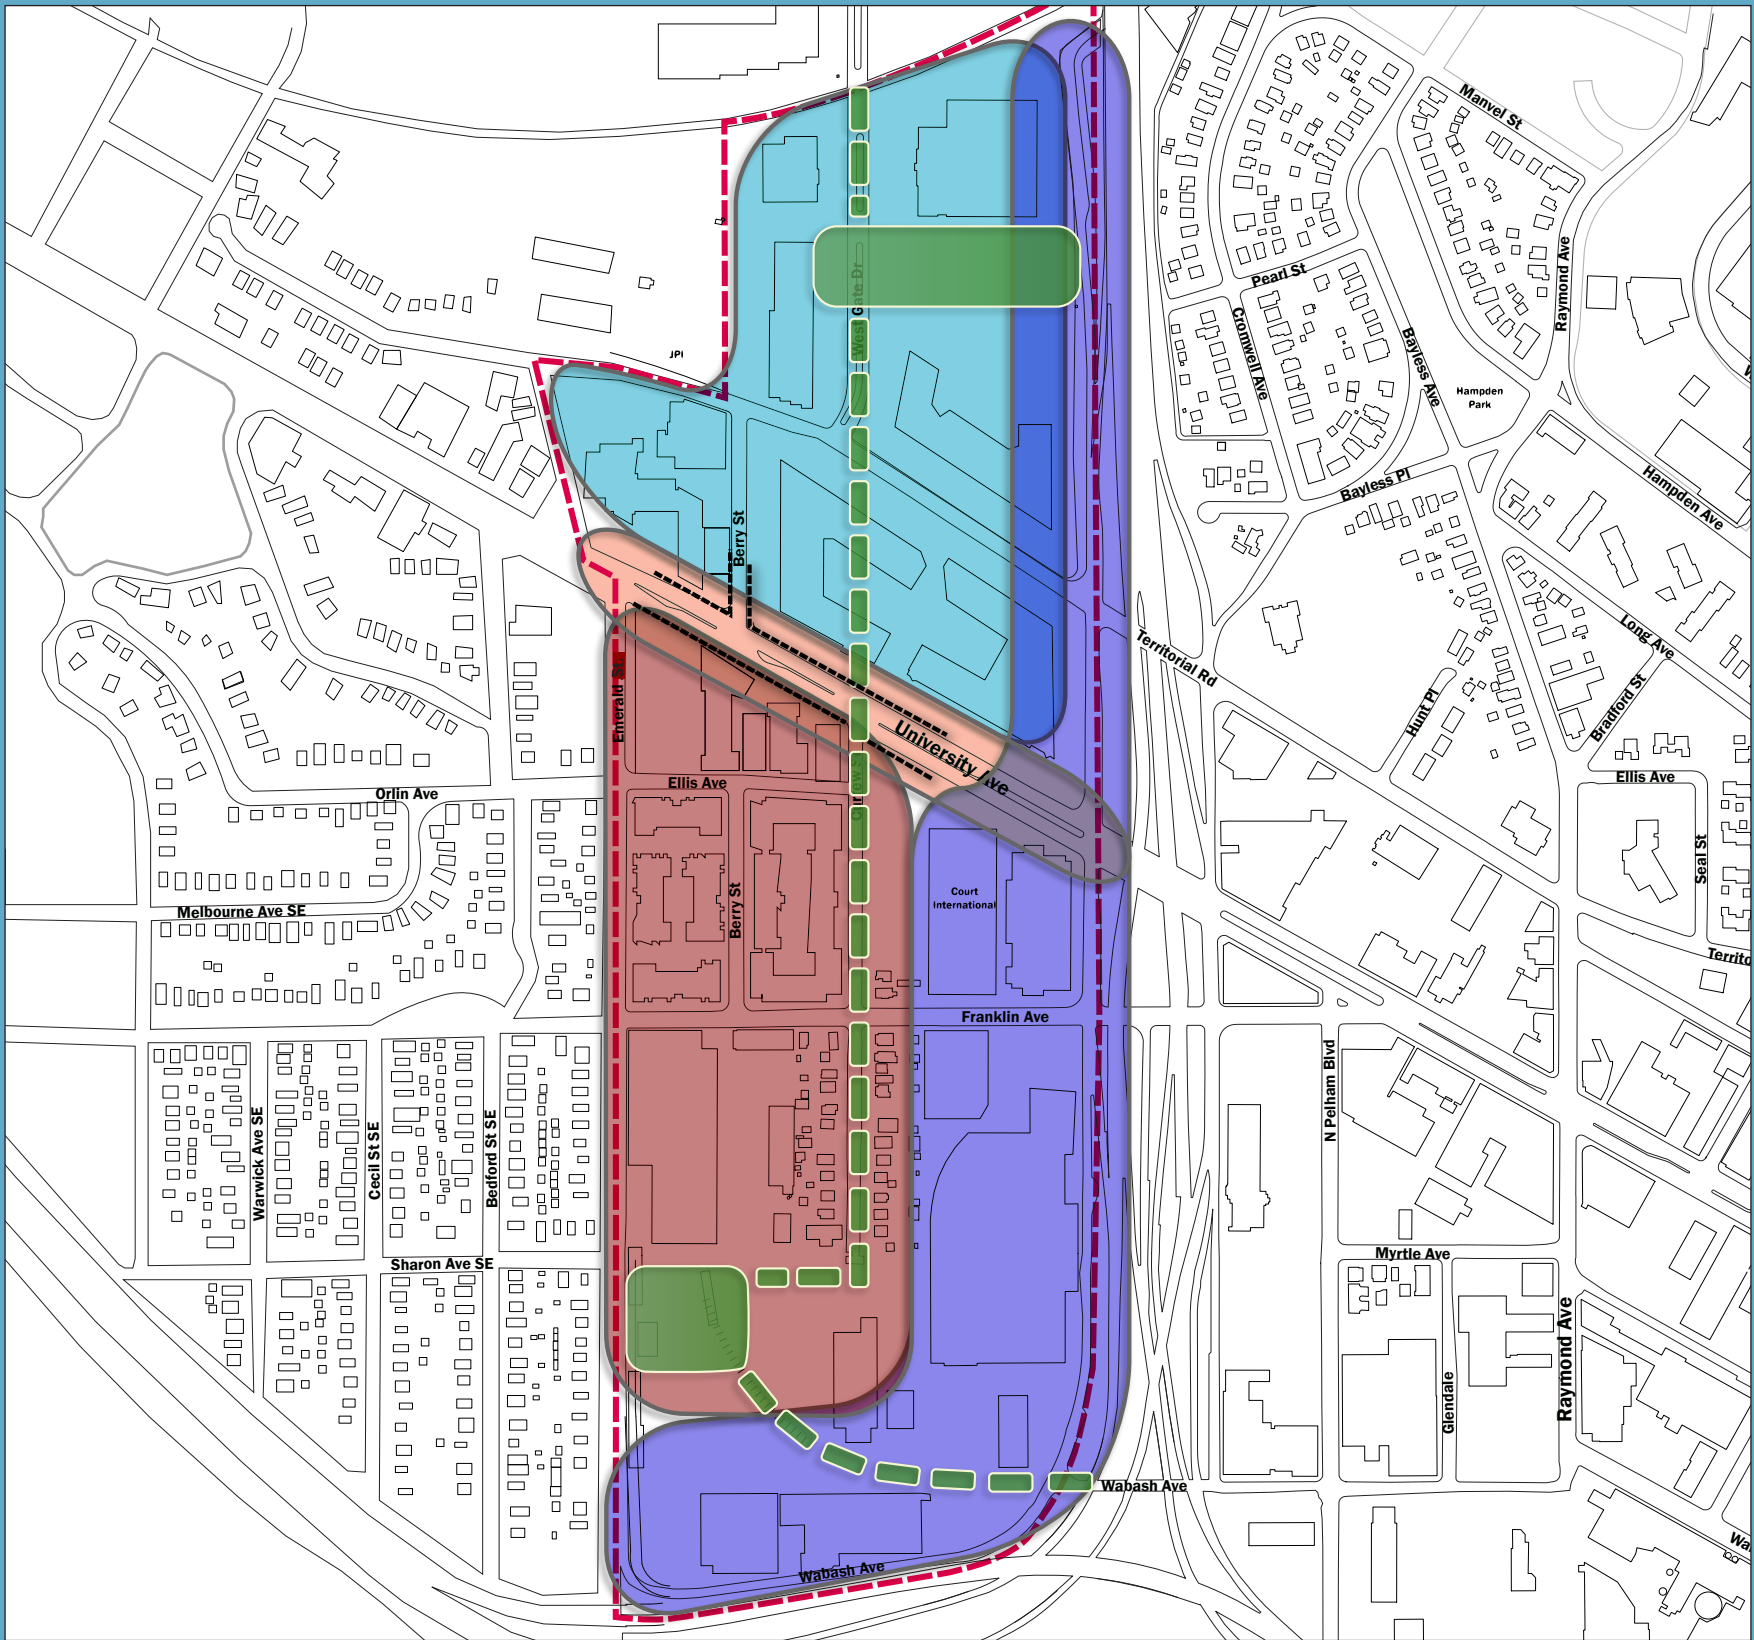 Manvel St
Raymond Ave
Pearl St
West Gate Dr
Cromwell Ave
Bayless Ave
JPI
Hampden
Park
Hampden Ave
Bayless Pl
Berry St
Long Ave
Territorial Rd
Bradford St
Hunt Pl
Emerald St.
University Ave
Ellis Ave
Ellis Ave
Orlin Ave
Seal St
Court
International
Berry St
Melbourne Ave SE
Franklin Ave
N Pelham Blvd
Warwick Ave SE
Cecil St SE
Bedford St SE
Myrtle Ave
Sharon Ave SE
Raymond Ave
Glendale
Wabash Ave
Wabash Ave